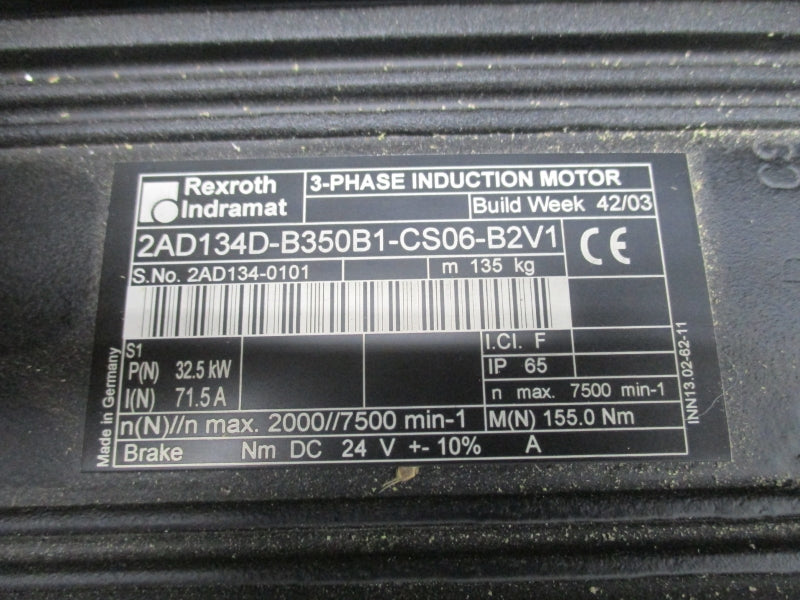 Rexroth
Indramat
3-PHASE INDUCTION MOTOR
Build Week 42/03
2AD134D-B350B1-CS06-B2V1
CE
S.No. 2AD134-0101
m 135 kg
S1
P(N) 32.5 kW
I(N) 71.5 A
I.Cl. F
IP 65
n max. 7500 min-1
n(N)//n max. 2000//7500 min-1
M(N) 155.0 Nm
Brake Nm DC 24 V +- 10% A
Made in Germany
INN13.02-62-11